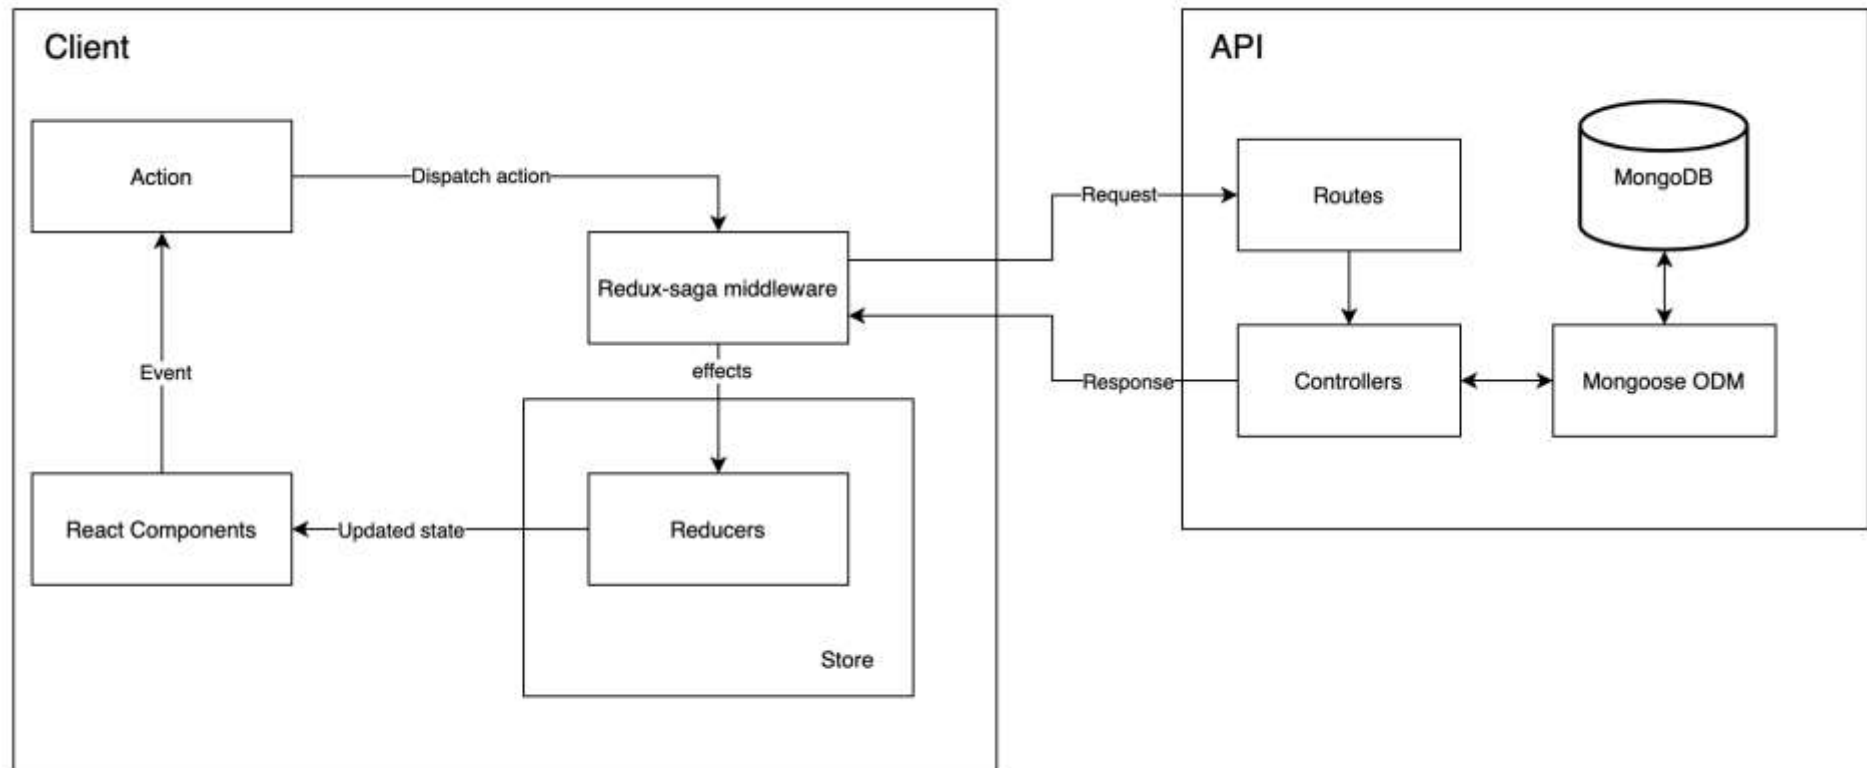 Client
API
Action
Dispatch action
Request
Routes
MongoDB
Redux-saga middleware
Event
effects
Response
Controllers
Mongoose ODM
React Components
Updated state
Reducers
Store